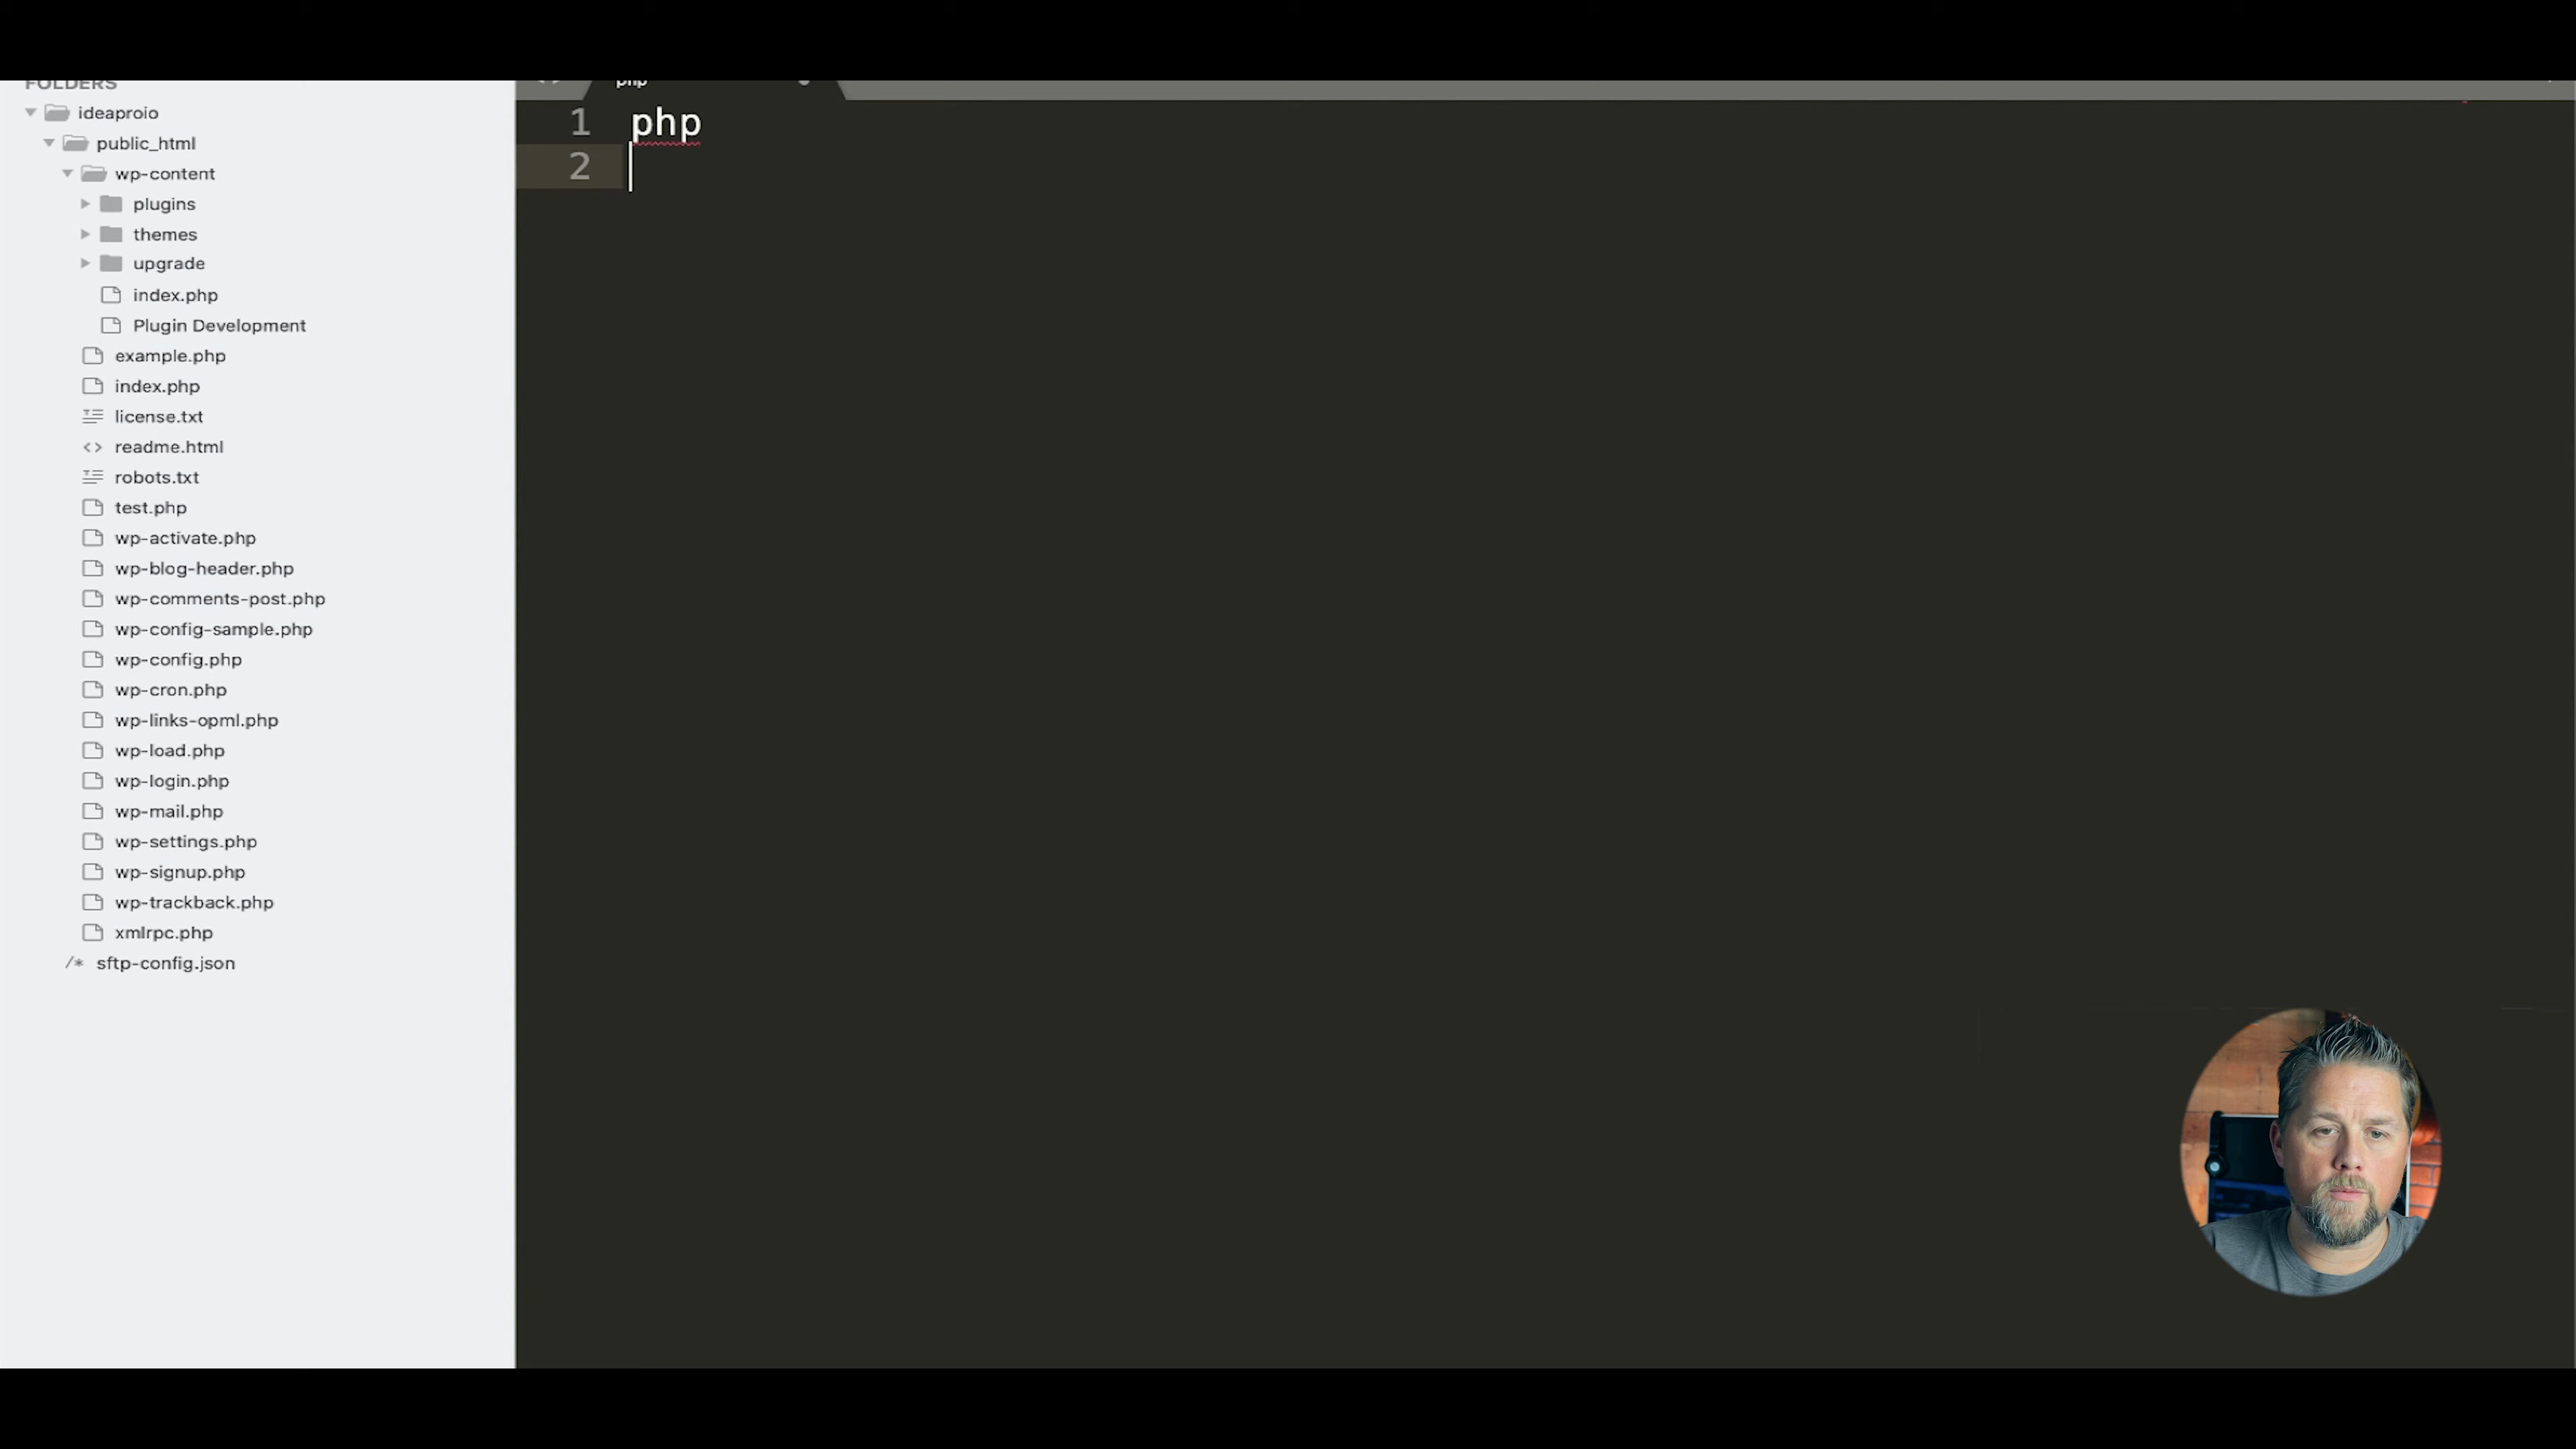 FOLDERS
ideaproio
public_html
wp-content
plugins
themes
upgrade
index.php
Plugin Development
example.php
index.php
license.txt
<> readme.html
robots.txt
test.php
wp-activate.php
wp-blog-header.php
wp-comments-post.php
wp-config-sample.php
wp-config.php
wp-cron.php
wp-links-opml.php
wp-load.php
wp-login.php
wp-mail.php
wp-settings.php
wp-signup.php
wp-trackback.php
xmlrpc.php
/* sftp-config.json
php
1 php
2